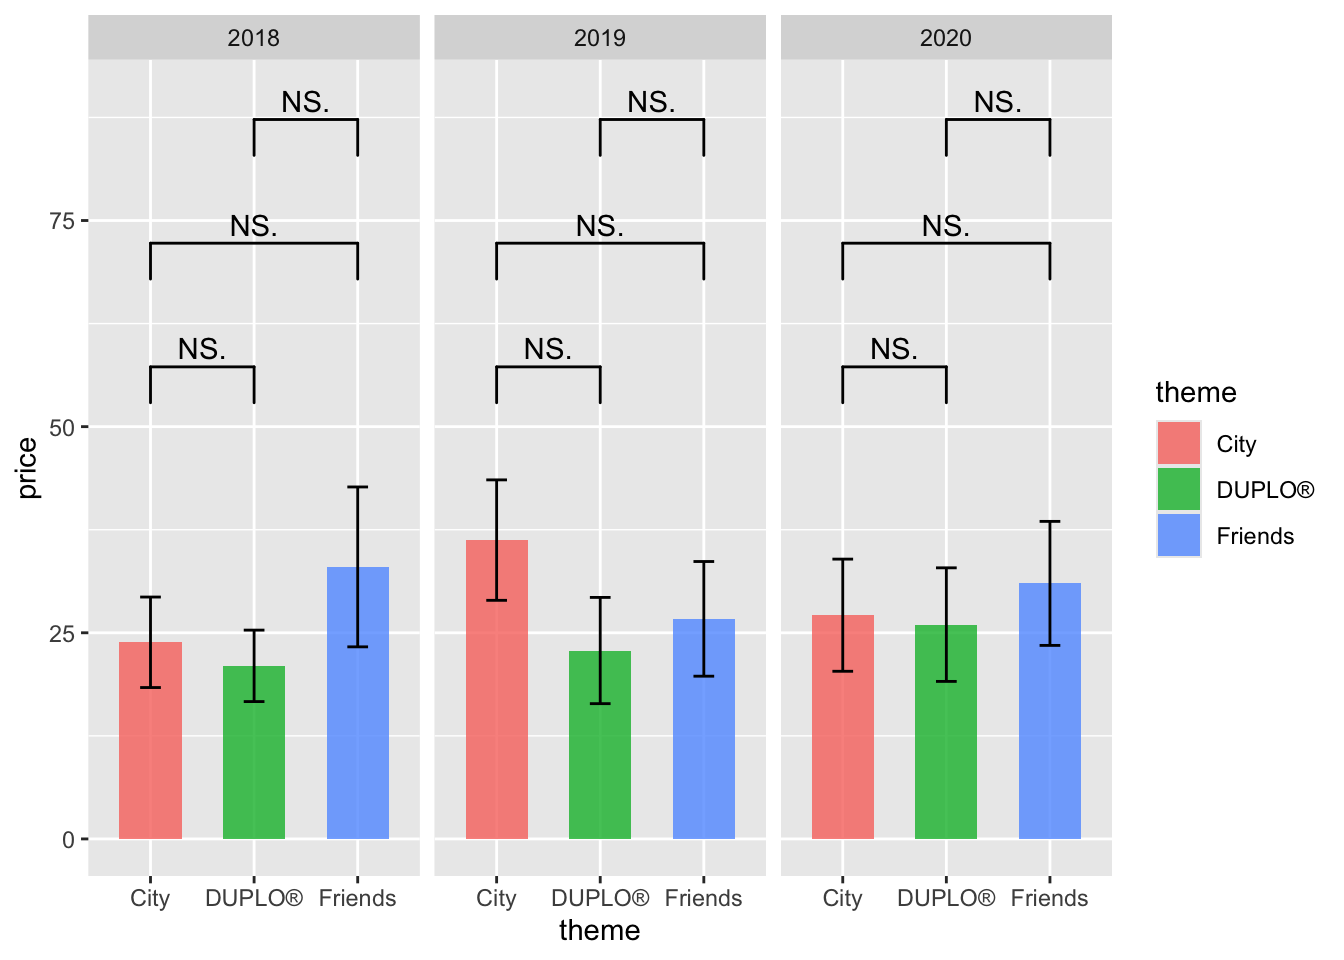 2018 2019 2020
NS. NS. NS.
75
NS. NS. NS.
NS. NS. NS.
50
25
0
price
City DUPLO® Friends City DUPLO® Friends City DUPLO® Friends
theme
theme
City
DUPLO®
Friends